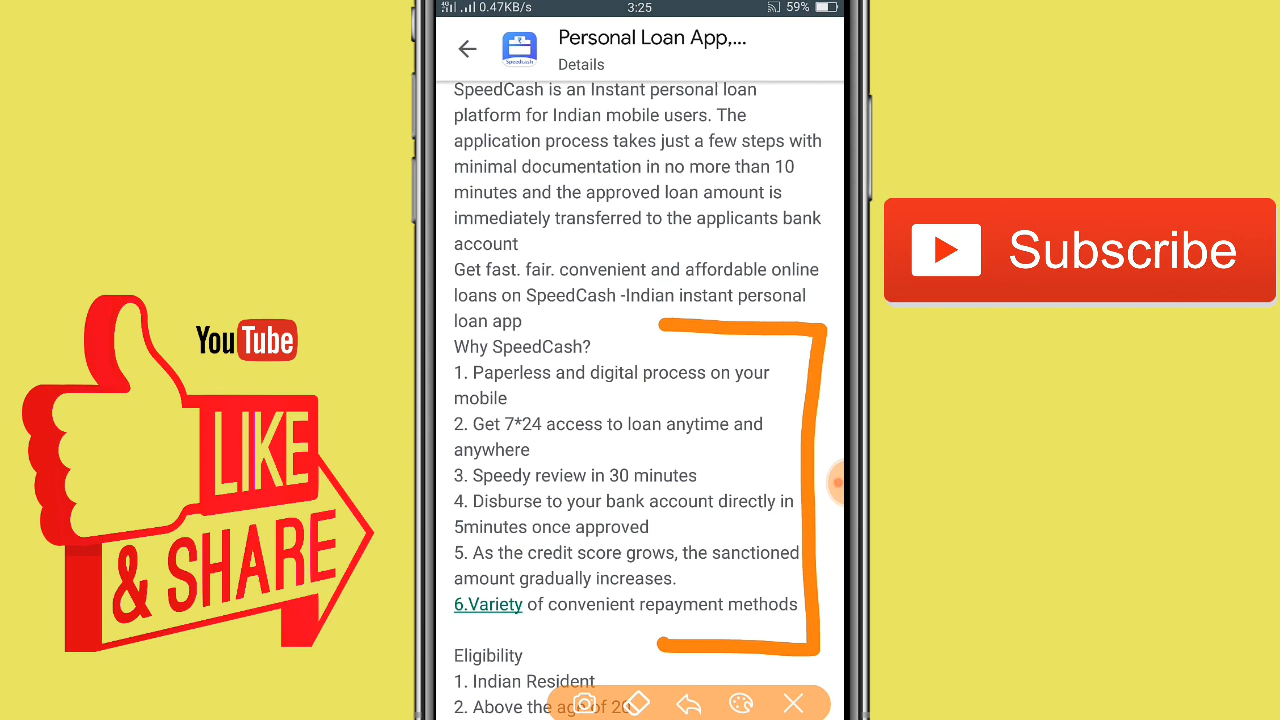 0.47KB/s
3:25
59%
Personal Loan App,...
Details
Speedcash
SpeedCash is an Instant personal loan
platform for Indian mobile users. The
application process takes just a few steps with
minimal documentation in no more than 10
minutes and the approved loan amount is
immediately transferred to the applicants bank
account
Get fast. fair. convenient and affordable online
loans on SpeedCash -Indian instant personal
loan app
Why SpeedCash?
1. Paperless and digital process on your
mobile
2. Get 7*24 access to loan anytime and
anywhere
3. Speedy review in 30 minutes
4. Disburse to your bank account directly in
5minutes once approved
5. As the credit score grows, the sanctioned
amount gradually increases.
6.Variety of convenient repayment methods
Eligibility
1. Indian Resident
2. Above the age of 20
YouTube
LIKE
& SHARE
Subscribe